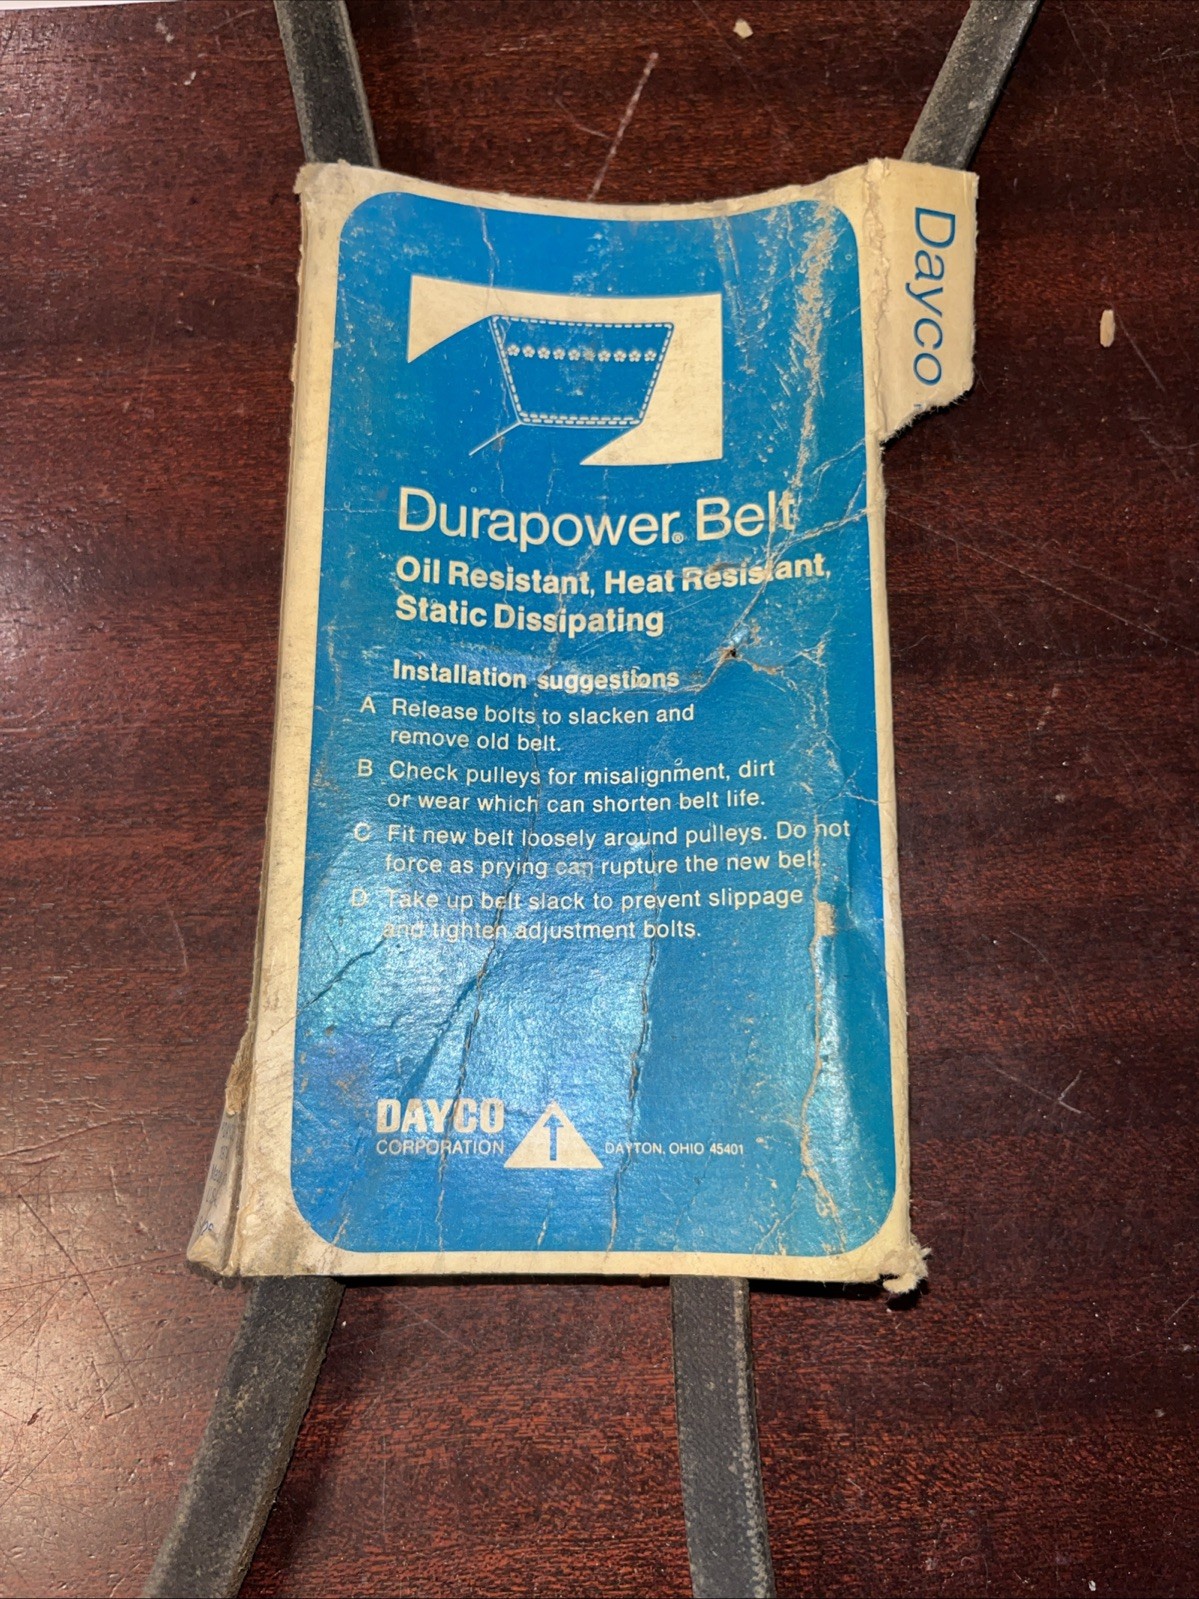 Dayco
Durapower® Belt
Oil Resistant, Heat Resistant,
Static Dissipating
Installation suggestions
A Release bolts to slacken and
remove old belt.
B Check pulleys for misalignment, dirt
or wear which can shorten belt life.
C Fit new belt loosely around pulleys. Do not
force as prying can rupture the new belt.
D Take up belt slack to prevent slippage
and tighten adjustment bolts.
DAYCO
CORPORATION
DAYTON, OHIO 45401